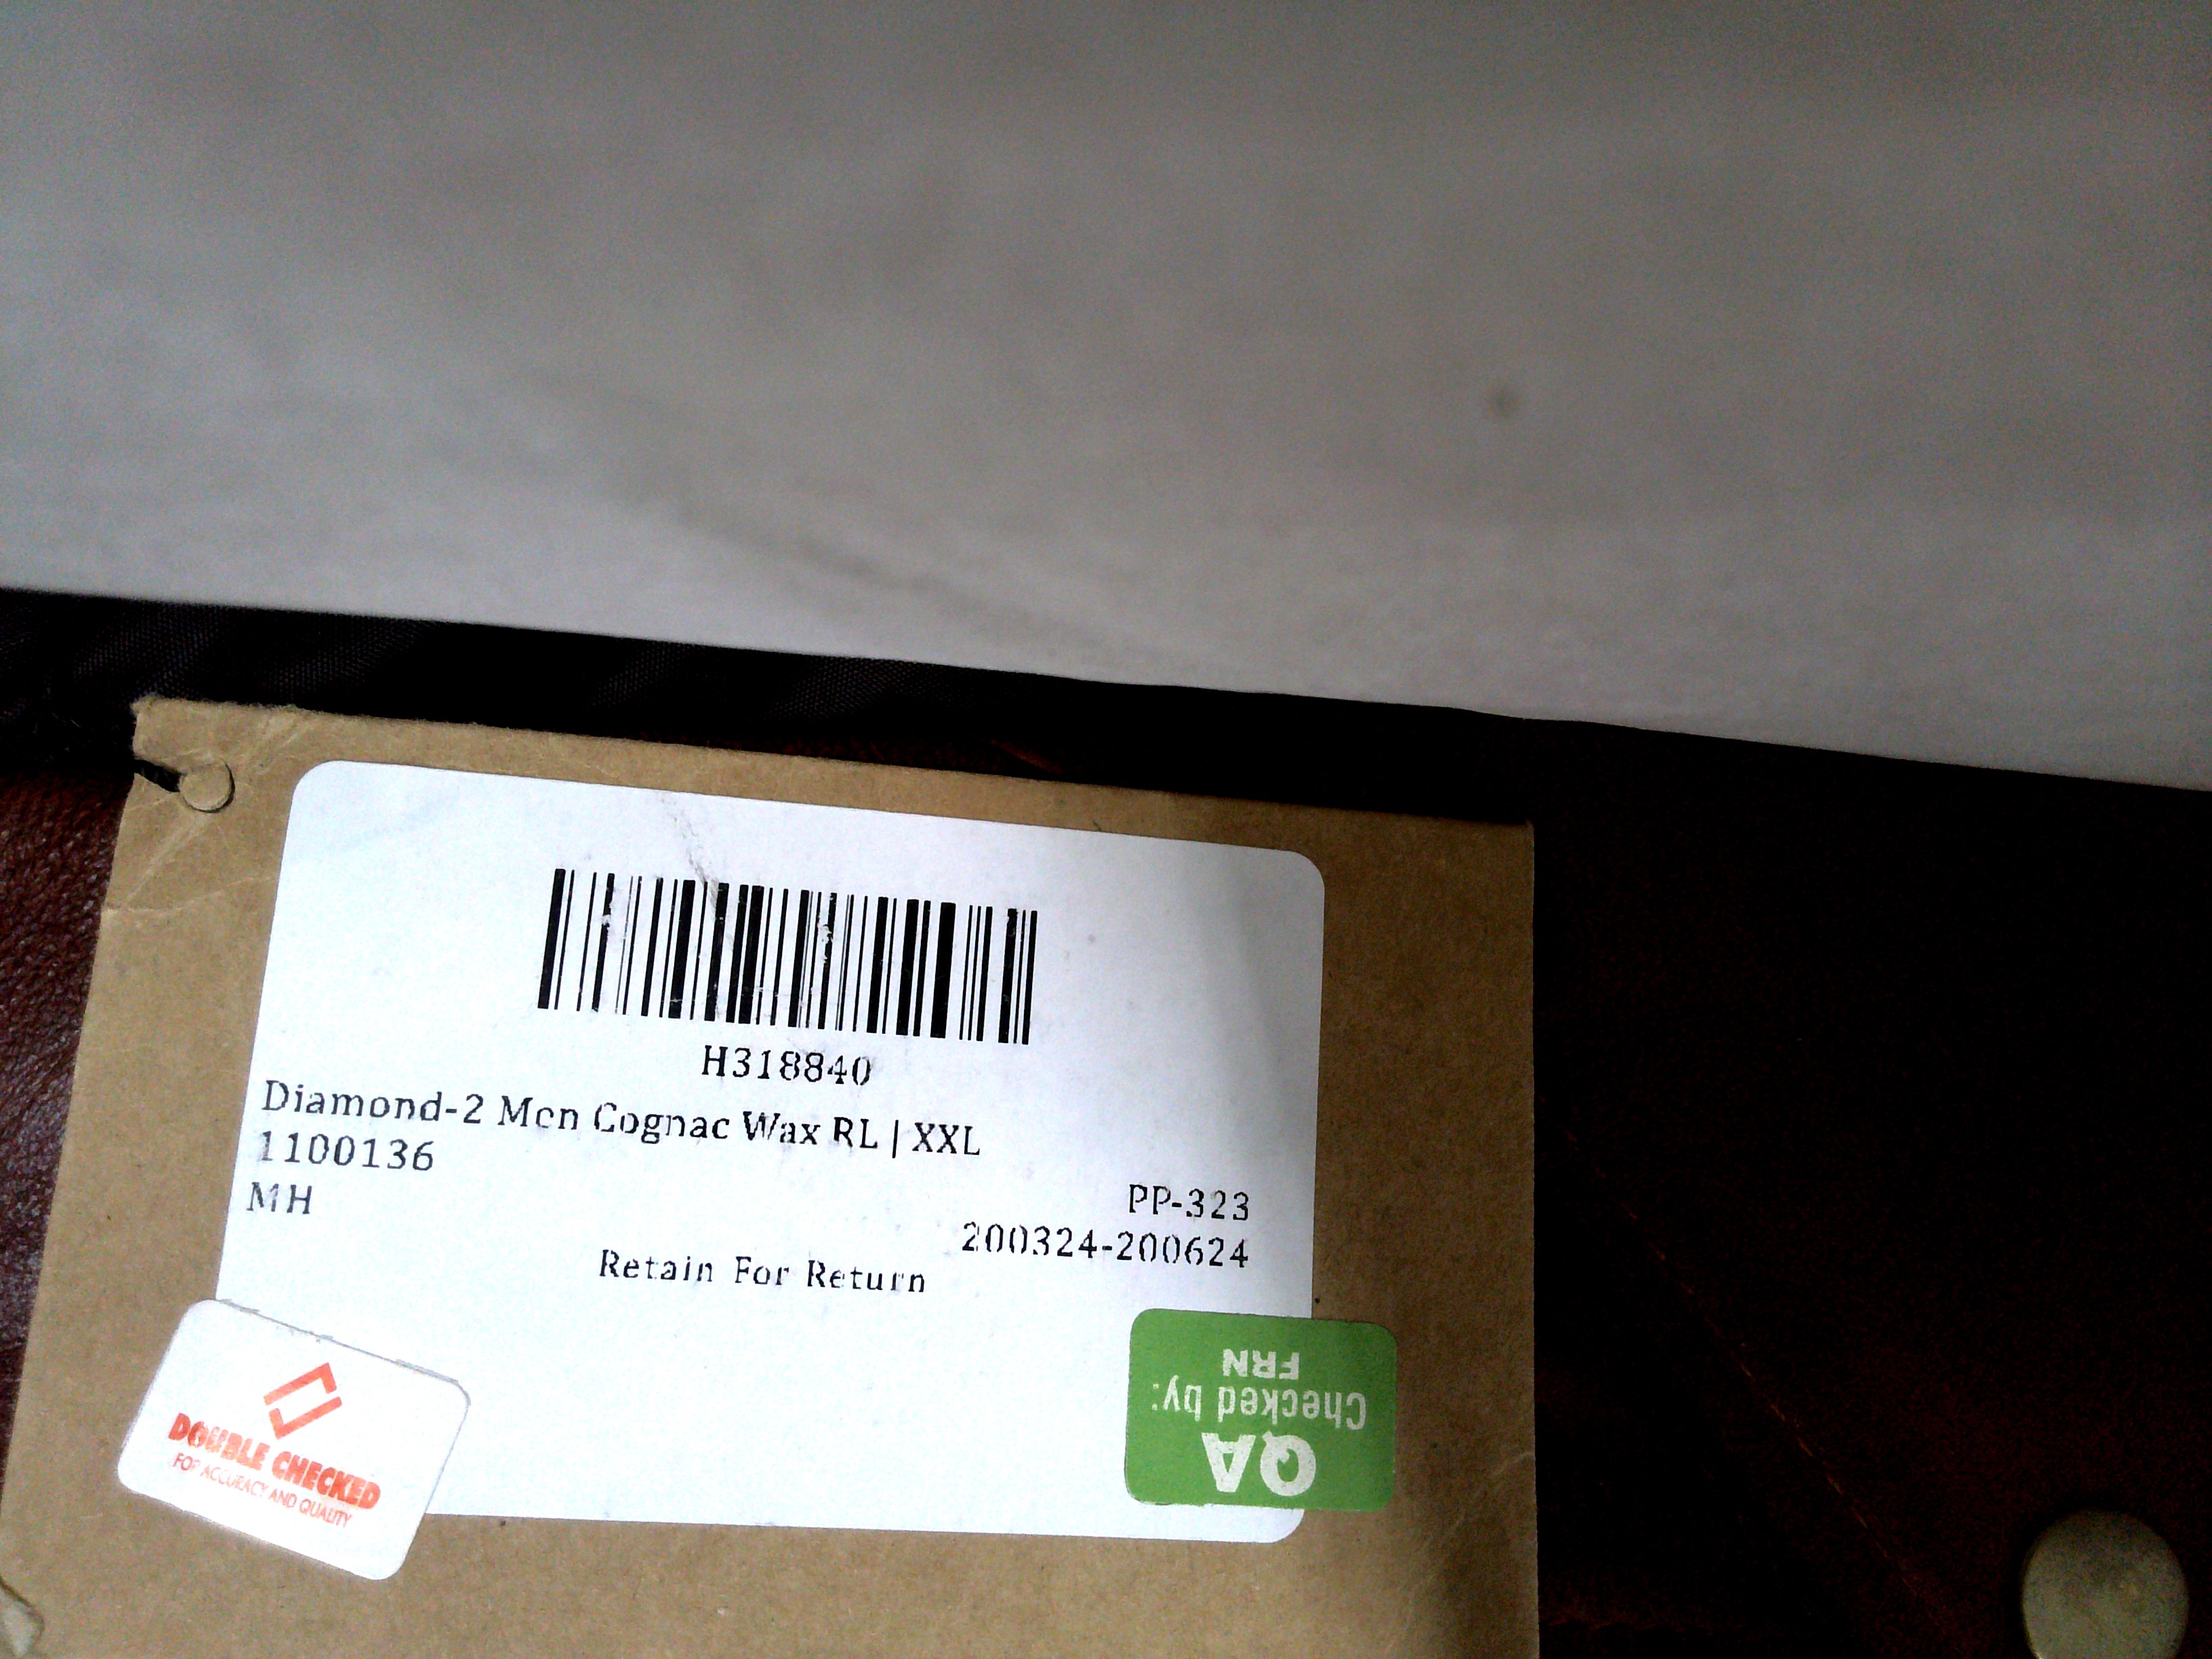 H318840
Diamond-2 Men Cognac Wax RL | XXL
1100136
MH
PP-323
200324-200624
Retain For Return
DOUBLE CHECKED
FOR ACCURACY AND QUALITY
QA
Checked by:
FRN